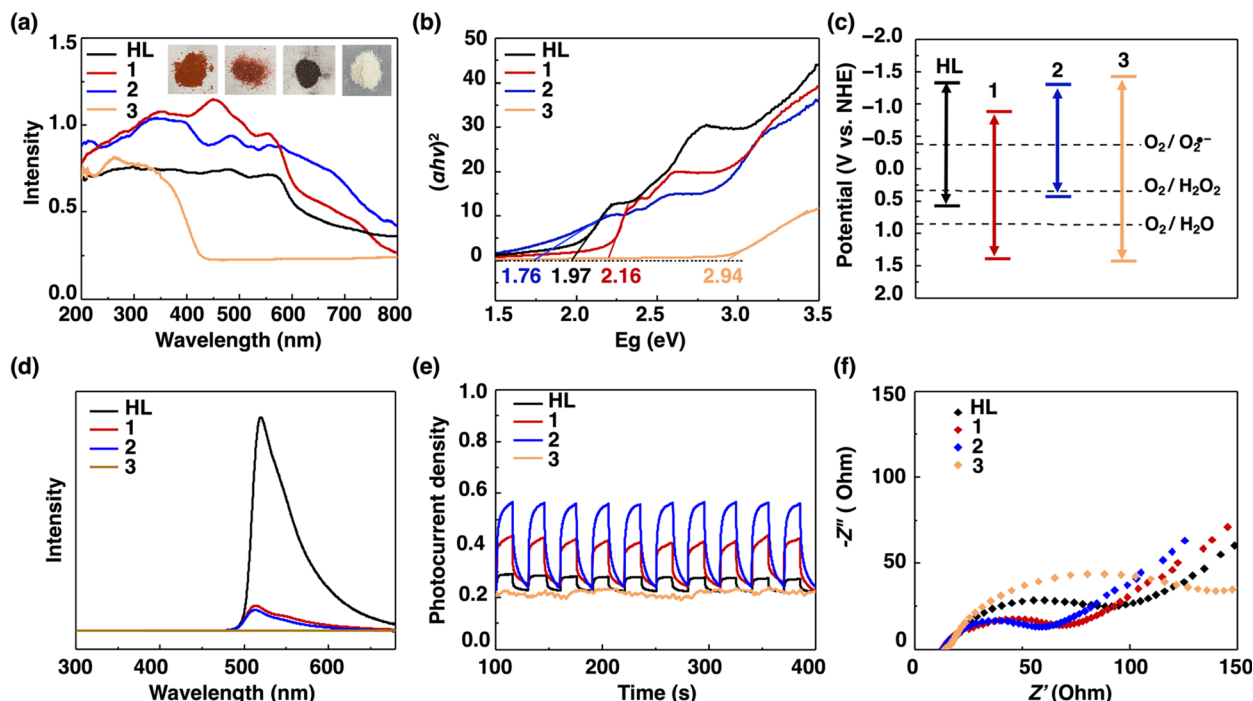 (a)
1.5
1.0
0.5
0.0
Intensity
HL
1
2
3
200 300 400 500 600 700 800
Wavelength (nm)
(b)
50
40
30
20
10
0
(αhν)²
HL
1
2
3
1.76 1.97 2.16 2.94
1.5 2.0 2.5 3.0 3.5
Eg (eV)
(c)
−2.0
−1.5
−1.0
−0.5
0.0
0.5
1.0
1.5
2.0
Potential (V vs. NHE)
HL
1
2
3
O₂ / O₂•−
O₂ / H₂O₂
O₂ / H₂O
(d)
Intensity
HL
1
2
3
300 400 500 600
Wavelength (nm)
(e)
1.0
0.8
0.6
0.4
0.2
0.0
Photocurrent density
HL
1
2
3
100 200 300 400
Time (s)
(f)
150
100
50
0
-Z'' ( Ohm)
HL
1
2
3
0 50 100 150
Z' (Ohm)